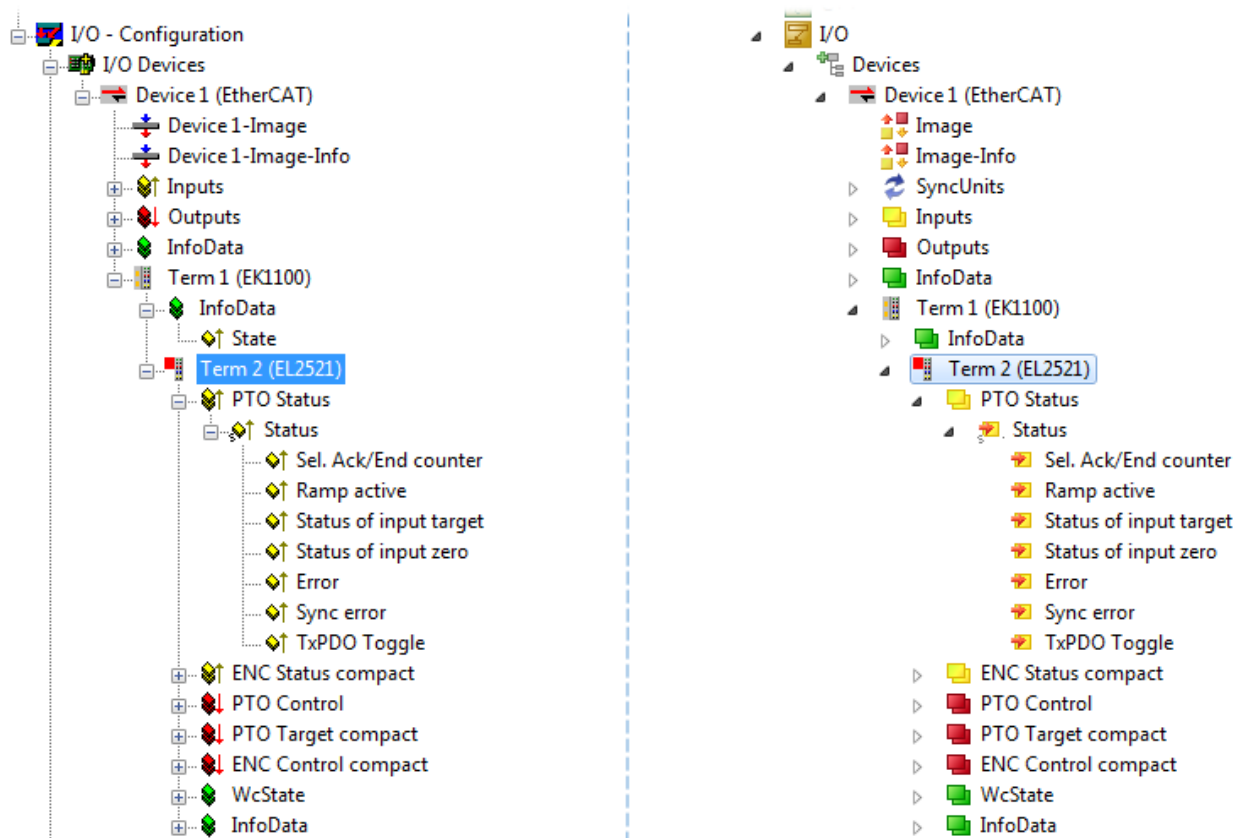 I/O - Configuration
I/O Devices
Device 1 (EtherCAT)
Device 1-Image
Device 1-Image-Info
Inputs
Outputs
InfoData
Term 1 (EK1100)
InfoData
State
Term 2 (EL2521)
PTO Status
Status
Sel. Ack/End counter
Ramp active
Status of input target
Status of input zero
Error
Sync error
TxPDO Toggle
ENC Status compact
PTO Control
PTO Target compact
ENC Control compact
WcState
InfoData
I/O
Devices
Device 1 (EtherCAT)
Image
Image-Info
SyncUnits
Inputs
Outputs
InfoData
Term 1 (EK1100)
InfoData
Term 2 (EL2521)
PTO Status
Status
Sel. Ack/End counter
Ramp active
Status of input target
Status of input zero
Error
Sync error
TxPDO Toggle
ENC Status compact
PTO Control
PTO Target compact
ENC Control compact
WcState
InfoData